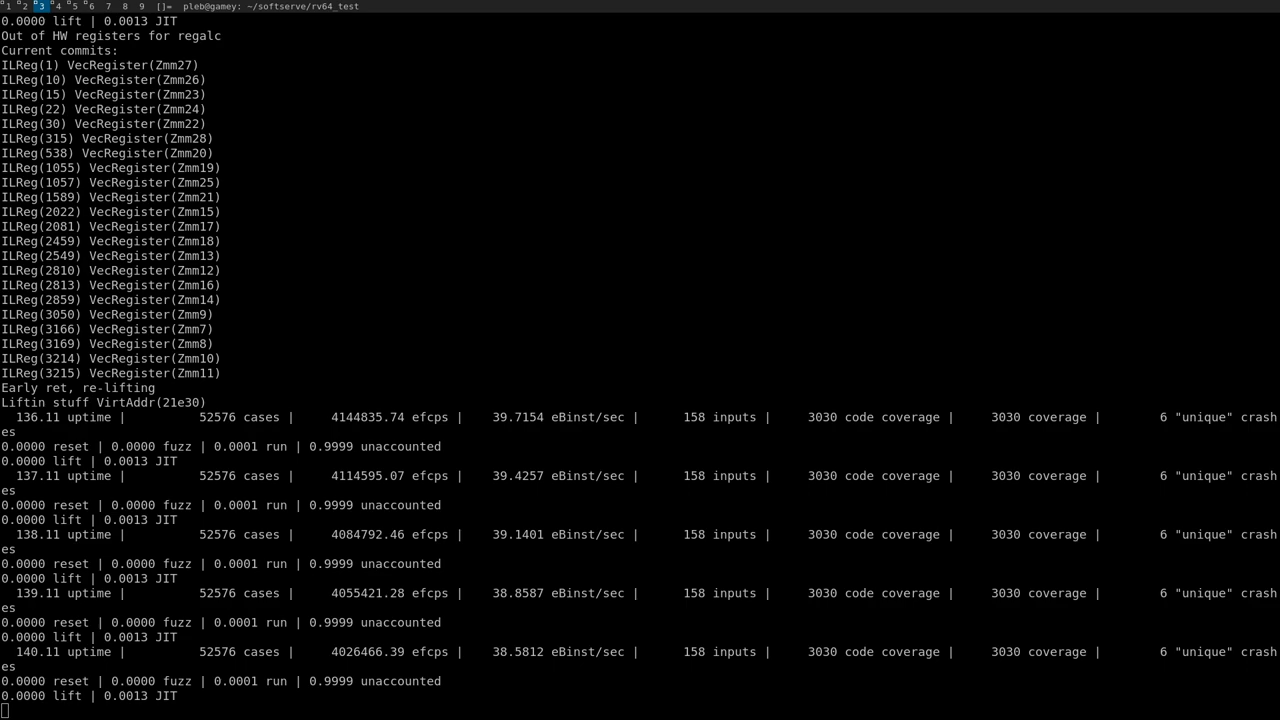 1 2 3 4 5 6 7 8 9 []= pleb@gamey: ~/softserve/rv64_test
0.0000 lift | 0.0013 JIT
Out of HW registers for regalc
Current commits:
ILReg(1) VecRegister(Zmm27)
ILReg(10) VecRegister(Zmm26)
ILReg(15) VecRegister(Zmm23)
ILReg(22) VecRegister(Zmm24)
ILReg(30) VecRegister(Zmm22)
ILReg(315) VecRegister(Zmm28)
ILReg(538) VecRegister(Zmm20)
ILReg(1055) VecRegister(Zmm19)
ILReg(1057) VecRegister(Zmm25)
ILReg(1589) VecRegister(Zmm21)
ILReg(2022) VecRegister(Zmm15)
ILReg(2081) VecRegister(Zmm17)
ILReg(2459) VecRegister(Zmm18)
ILReg(2549) VecRegister(Zmm13)
ILReg(2810) VecRegister(Zmm12)
ILReg(2813) VecRegister(Zmm16)
ILReg(2859) VecRegister(Zmm14)
ILReg(3050) VecRegister(Zmm9)
ILReg(3166) VecRegister(Zmm7)
ILReg(3169) VecRegister(Zmm8)
ILReg(3214) VecRegister(Zmm10)
ILReg(3215) VecRegister(Zmm11)
Early ret, re-lifting
Liftin stuff VirtAddr(21e30)
136.11 uptime | 52576 cases | 4144835.74 efcps | 39.7154 eBinst/sec | 158 inputs | 3030 code coverage | 3030 coverage | 6 "unique" crash
es
0.0000 reset | 0.0000 fuzz | 0.0001 run | 0.9999 unaccounted
0.0000 lift | 0.0013 JIT
137.11 uptime | 52576 cases | 4114595.07 efcps | 39.4257 eBinst/sec | 158 inputs | 3030 code coverage | 3030 coverage | 6 "unique" crash
es
0.0000 reset | 0.0000 fuzz | 0.0001 run | 0.9999 unaccounted
0.0000 lift | 0.0013 JIT
138.11 uptime | 52576 cases | 4084792.46 efcps | 39.1401 eBinst/sec | 158 inputs | 3030 code coverage | 3030 coverage | 6 "unique" crash
es
0.0000 reset | 0.0000 fuzz | 0.0001 run | 0.9999 unaccounted
0.0000 lift | 0.0013 JIT
139.11 uptime | 52576 cases | 4055421.28 efcps | 38.8587 eBinst/sec | 158 inputs | 3030 code coverage | 3030 coverage | 6 "unique" crash
es
0.0000 reset | 0.0000 fuzz | 0.0001 run | 0.9999 unaccounted
0.0000 lift | 0.0013 JIT
140.11 uptime | 52576 cases | 4026466.39 efcps | 38.5812 eBinst/sec | 158 inputs | 3030 code coverage | 3030 coverage | 6 "unique" crash
es
0.0000 reset | 0.0000 fuzz | 0.0001 run | 0.9999 unaccounted
0.0000 lift | 0.0013 JIT